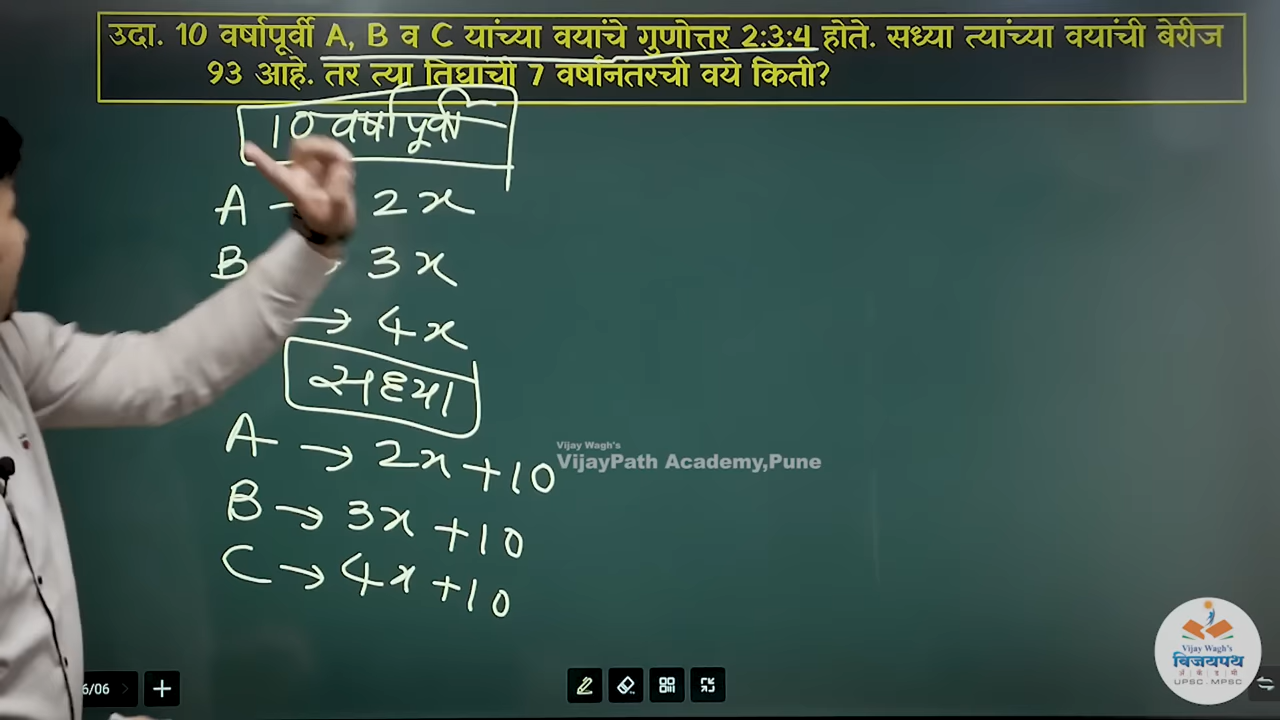 उदा. 10 वर्षापूर्वी A, B व C यांच्या वयांचे गुणोत्तर 2:3:4 होते. सध्या त्यांच्या वयांची बेरीज
93 आहे. तर त्या तिघांची 7 वर्षानंतरची वये किती?
10 वर्षापूर्वी
A → 2x
B → 3x
→ 4x
सध्या
A → 2x + 10
B → 3x + 10
C → 4x + 10
Vijay Wagh's
VijayPath Academy,Pune
6/06
Vijay Wagh's
विजयपथ
UPSC - MPSC